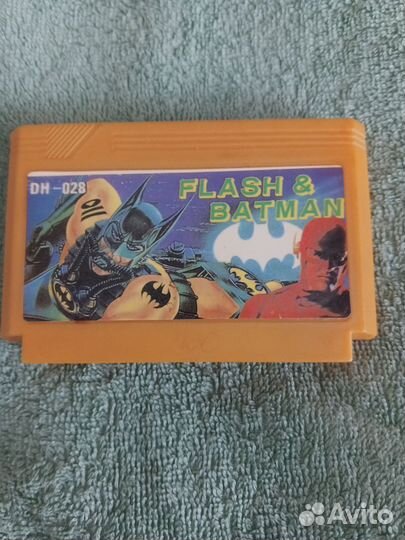 DH-028
FLASH &
BATMAN
Avito